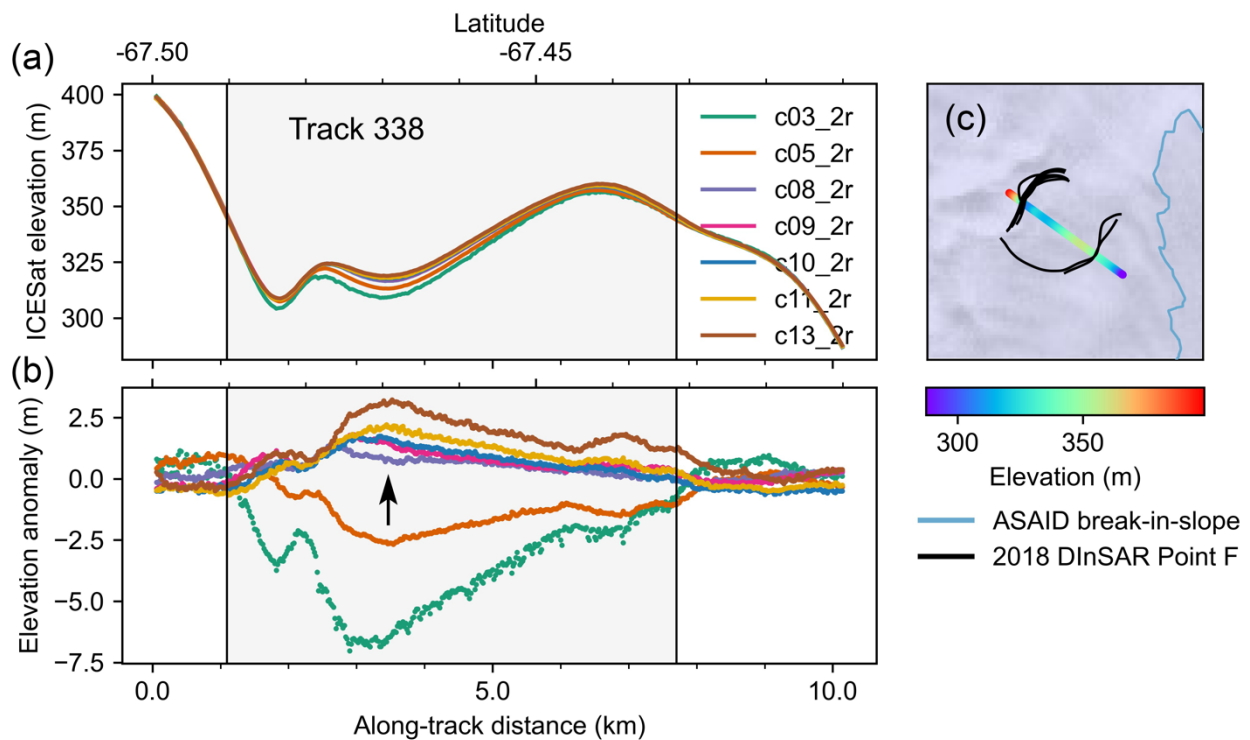 Latitude
-67.50 -67.45
(a)
ICESat elevation (m)
400
375
350
325
300
Track 338
c03_2r
c05_2r
c08_2r
c09_2r
c10_2r
c11_2r
c13_2r
(b)
Elevation anomaly (m)
2.5
0.0
-2.5
-5.0
-7.5
0.0 5.0 10.0
Along-track distance (km)
(c)
300 350
Elevation (m)
ASAID break-in-slope
2018 DInSAR Point F